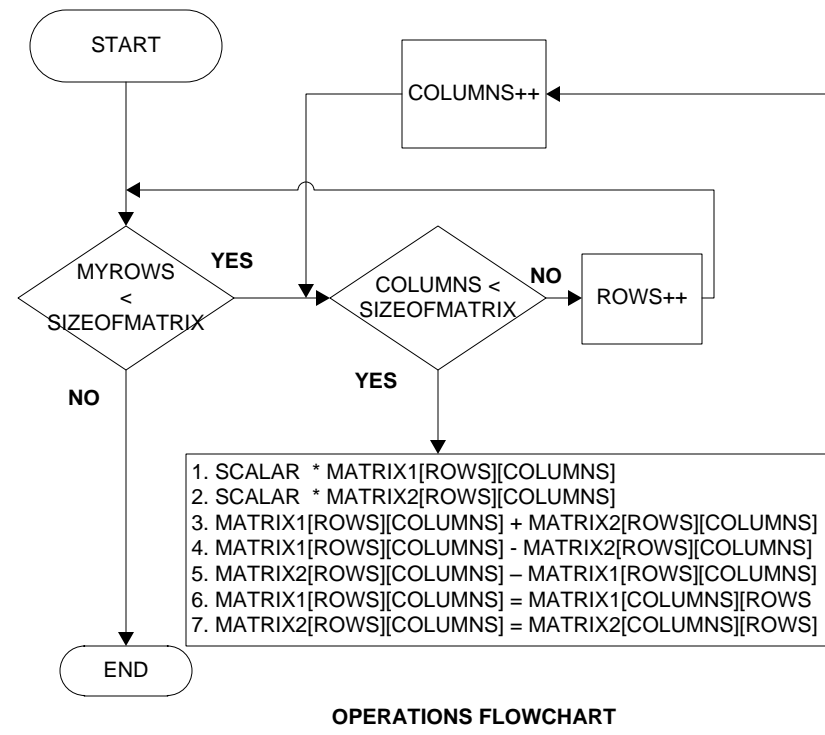 START
COLUMNS++
MYROWS
<
SIZEOFMATRIX
YES
COLUMNS <
SIZEOFMATRIX
NO
ROWS++
NO
YES
1. SCALAR * MATRIX1[ROWS][COLUMNS]
2. SCALAR * MATRIX2[ROWS][COLUMNS]
3. MATRIX1[ROWS][COLUMNS] + MATRIX2[ROWS][COLUMNS]
4. MATRIX1[ROWS][COLUMNS] - MATRIX2[ROWS][COLUMNS]
5. MATRIX2[ROWS][COLUMNS] – MATRIX1[ROWS][COLUMNS]
6. MATRIX1[ROWS][COLUMNS] = MATRIX1[COLUMNS][ROWS
7. MATRIX2[ROWS][COLUMNS] = MATRIX2[COLUMNS][ROWS]
END
OPERATIONS FLOWCHART